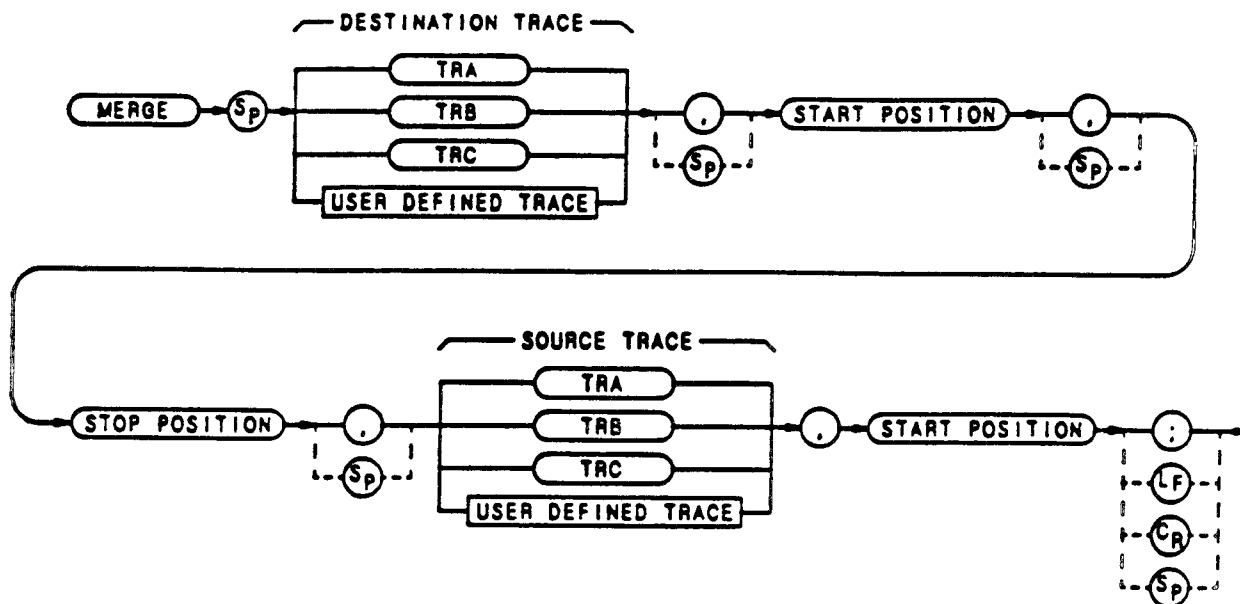 DESTINATION TRACE
TRA
MERGE Sp TRB , START POSITION ,
Sp Sp
TRC
USER DEFINED TRACE
SOURCE TRACE
TRA
STOP POSITION , TRB , START POSITION ;
Sp LF
TRC
USER DEFINED TRACE
CR
Sp